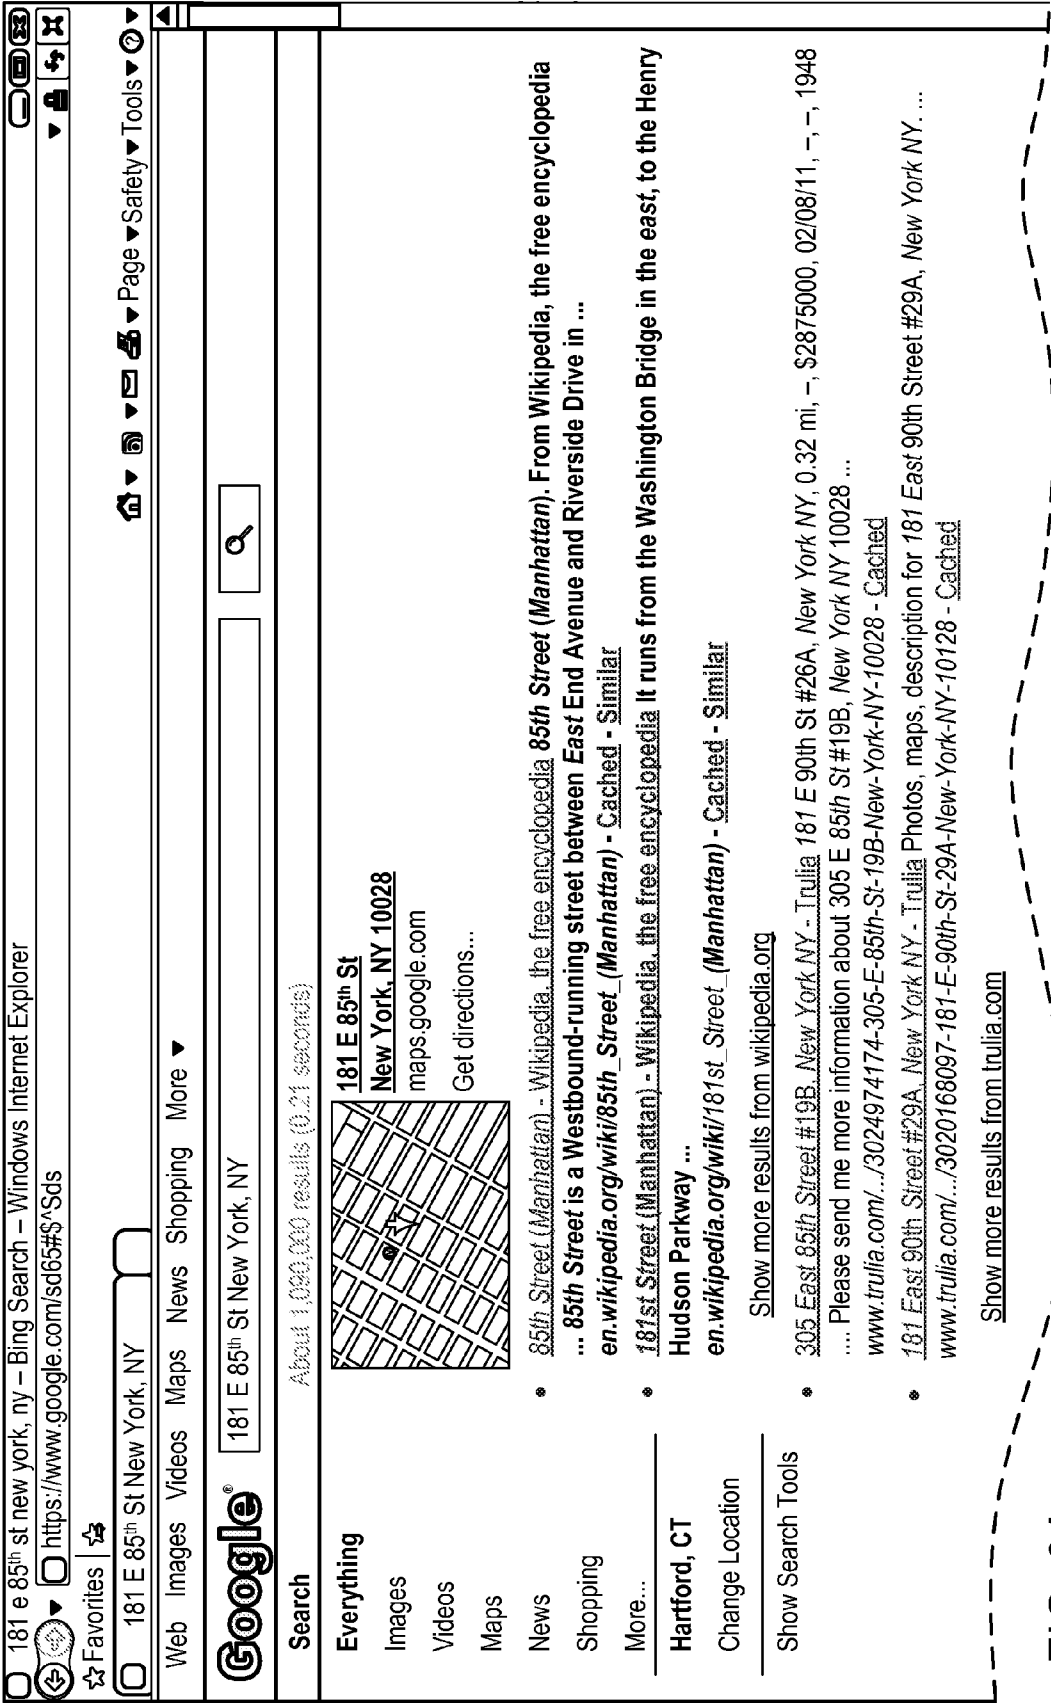 181 e 85th st new york, ny – Bing Search – Windows Internet Explorer
https://www.google.com/sd65#$^Sds
Favorites
Page Safety Tools ?
181 E 85th St New York, NY
Web Images Videos Maps News Shopping More
Google® 181 E 85th St New York, NY
Search About 1,090,000 results (0.21 seconds)
Everything
Images
Videos
Maps
News
Shopping
More...
Hartford, CT
Change Location
Show Search Tools
181 E 85th St
New York, NY 10028
maps.google.com
Get directions...
• 85th Street (Manhattan) - Wikipedia, the free encyclopedia 85th Street (Manhattan). From Wikipedia, the free encyclopedia
... 85th Street is a Westbound-running street between East End Avenue and Riverside Drive in ...
en.wikipedia.org/wiki/85th_Street_(Manhattan) - Cached - Similar
• 181st Street (Manhattan) - Wikipedia, the free encyclopedia It runs from the Washington Bridge in the east, to the Henry
Hudson Parkway ...
en.wikipedia.org/wiki/181st_Street_(Manhattan) - Cached - Similar
Show more results from wikipedia.org
• 305 East 85th Street #19B, New York NY - Trulia 181 E 90th St #26A, New York NY, 0.32 mi, –, $2875000, 02/08/11, –, –, 1948
.... Please send me more information about 305 E 85th St #19B, New York NY 10028 ...
www.trulia.com/.../3024974174-305-E-85th-St-19B-New-York-NY-10028 - Cached
• 181 East 90th Street #29A, New York NY - Trulia Photos, maps, description for 181 East 90th Street #29A, New York NY. ...
www.trulia.com/.../3020168097-181-E-90th-St-29A-New-York-NY-10128 - Cached
Show more results from trulia.com